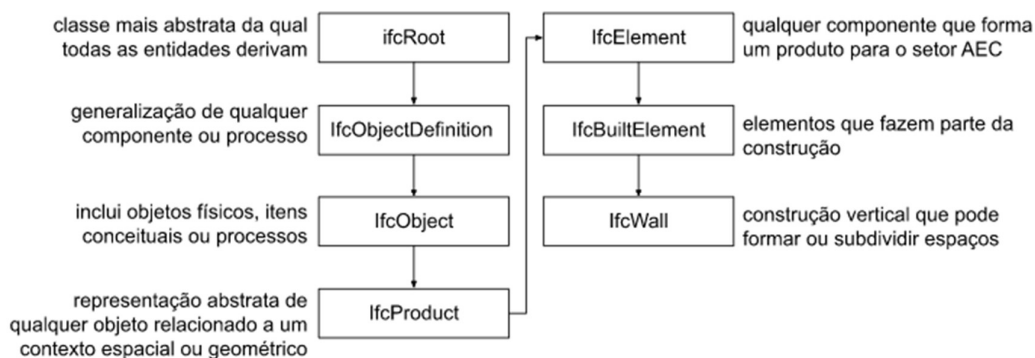 classe mais abstrata da qual
todas as entidades derivam
ifcRoot
generalização de qualquer
componente ou processo
IfcObjectDefinition
inclui objetos físicos, itens
conceituais ou processos
IfcObject
representação abstrata de
qualquer objeto relacionado a um
contexto espacial ou geométrico
IfcProduct
IfcElement
qualquer componente que forma
um produto para o setor AEC
IfcBuiltElement
elementos que fazem parte da
construção
IfcWall
construção vertical que pode
formar ou subdividir espaços